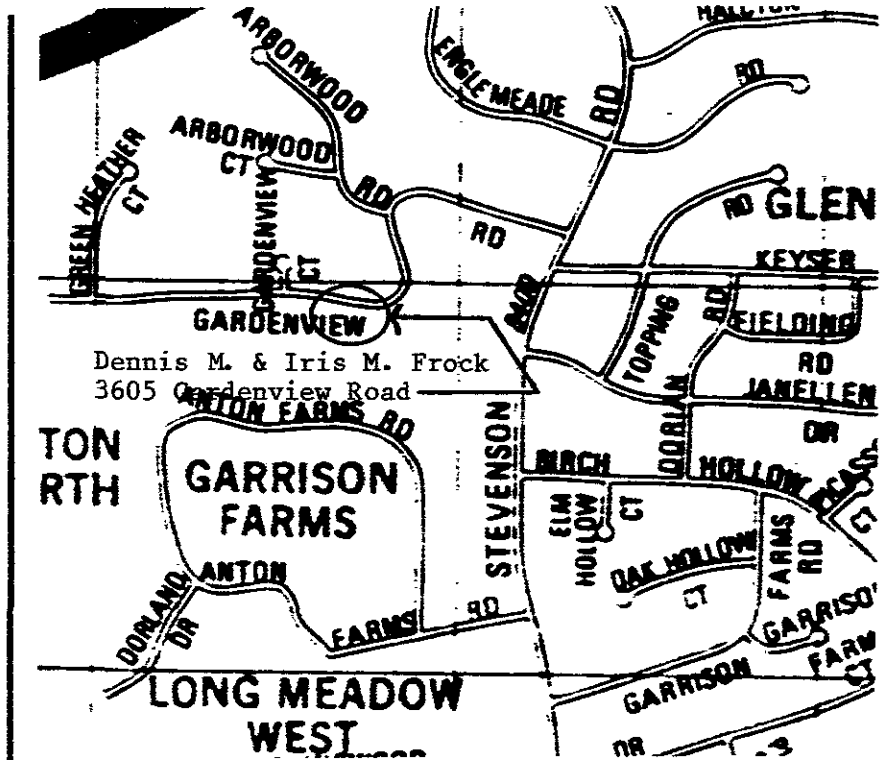 ARBORWOOD
ENGLEMEADE
RD
RD
ARBORWOOD
CT
GREEN HEATHER
CT
GARDENVIEW
CT
RD
RD
RD GLEN
KEYSER
GARDENVIEW
TOPPING
RD
FIELDING
RD
Dennis M. & Iris M. Frock
3605 Gardenview Road
JANELLEN
DR
ANTON FARMS RD
TON
RTH
GARRISON
FARMS
STEVENSON
DORIAN
BIRCH
HOLLOW
ELM
HOLLOW
CT
OAK HOLLOW
CT
FARMS
RD
CT
DORLAND
DR
ANTON
FARMS
RD
GARRISON
FARM
CT
GARRISON
LONG MEADOW
WEST
DR